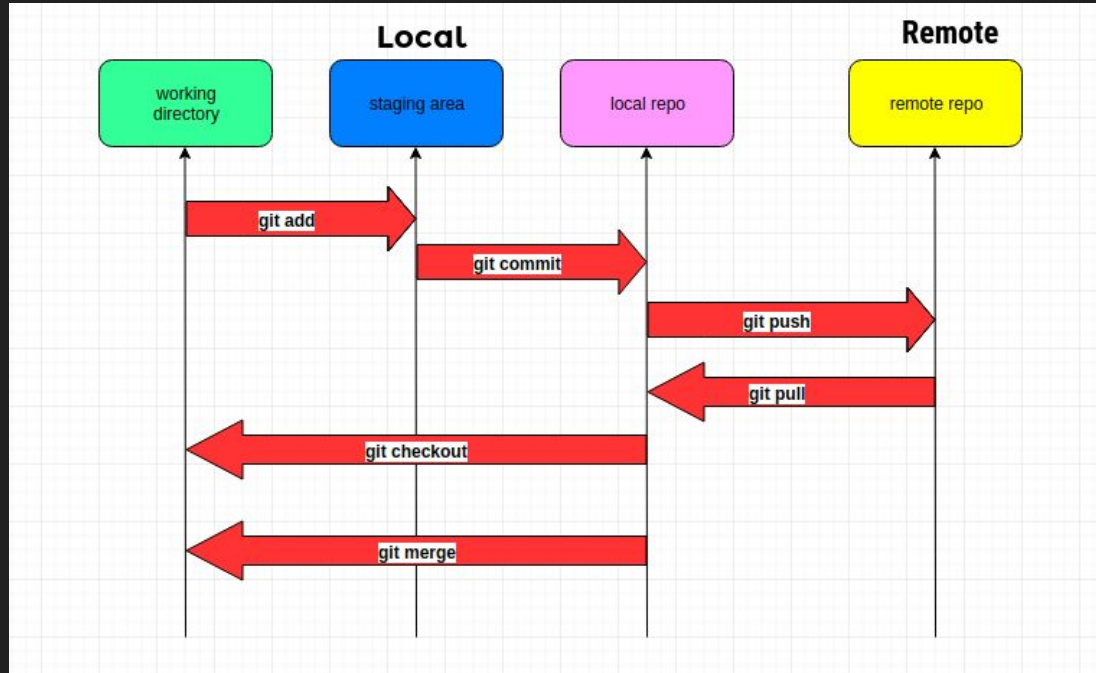 Local
Remote
working
directory
staging area
local repo
remote repo
git add
git commit
git push
git pull
git checkout
git merge